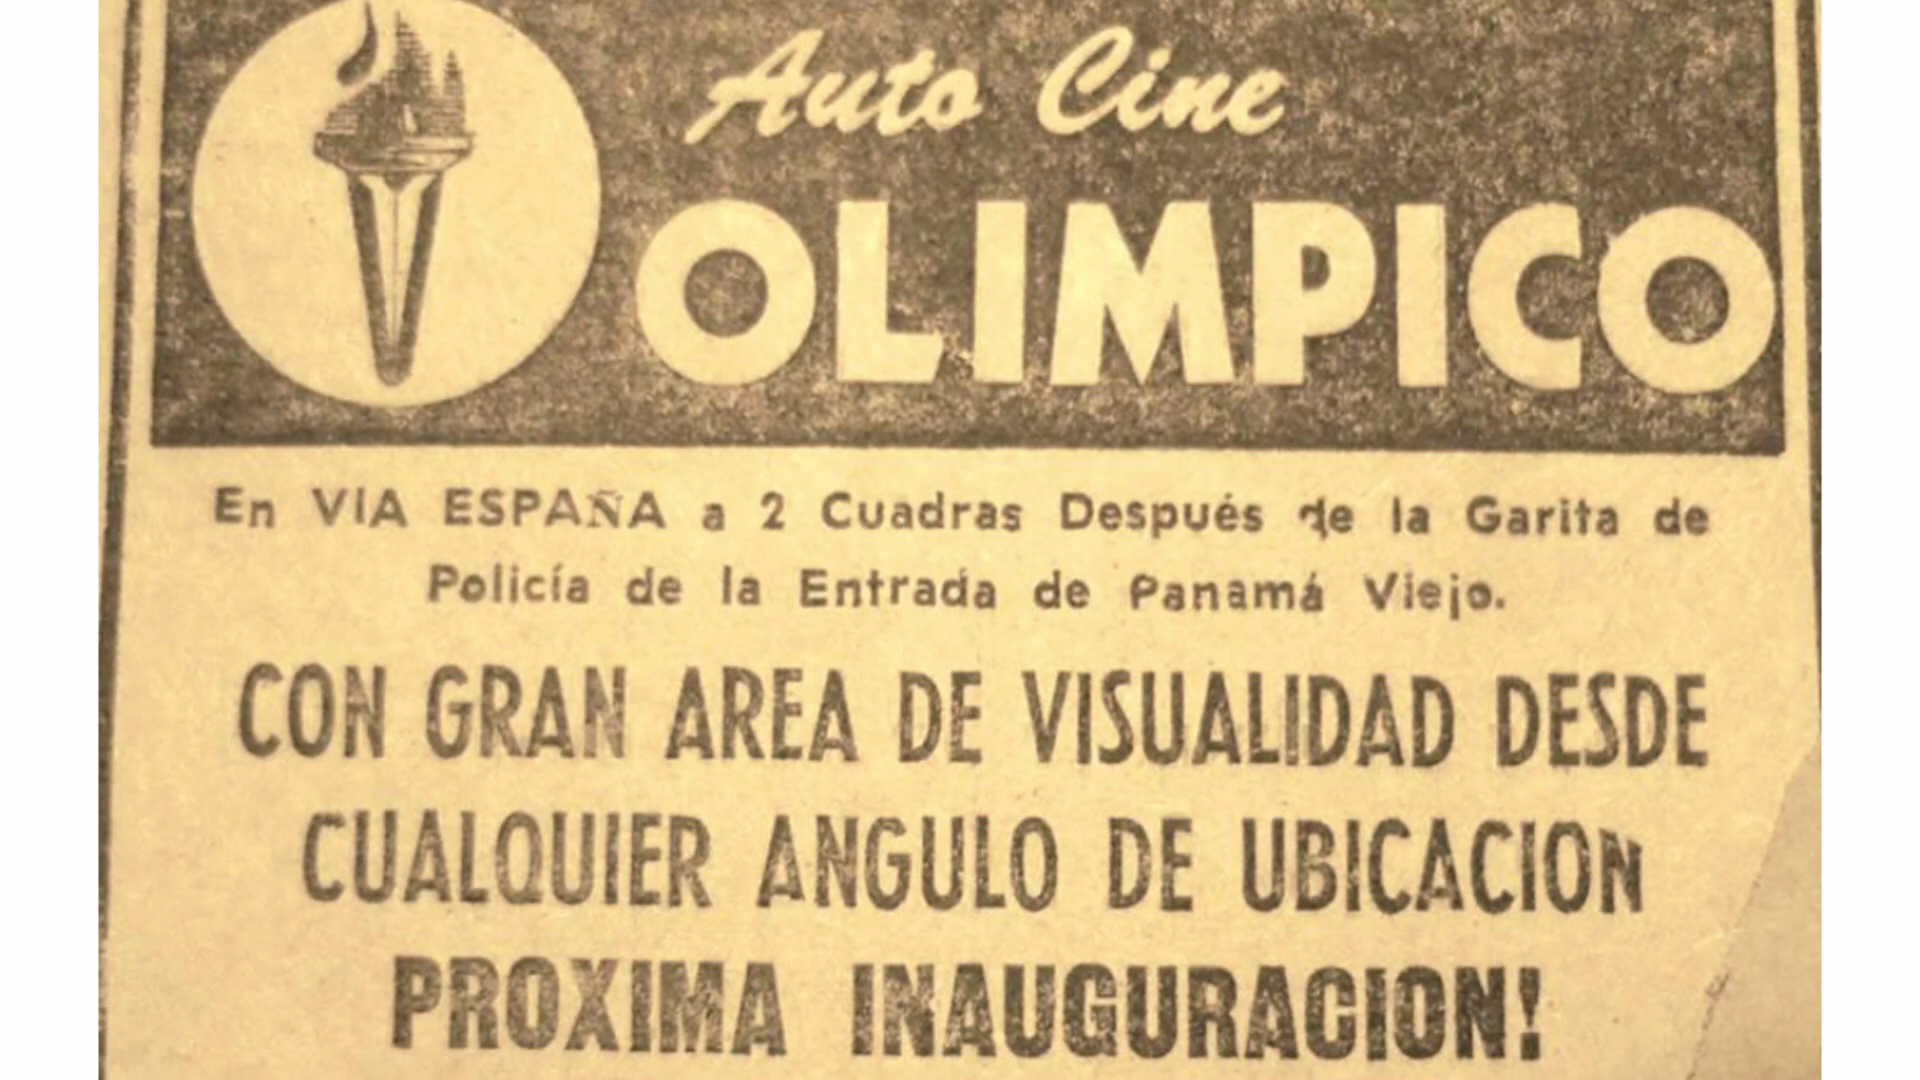 Auto Cine
OLIMPICO
En VIA ESPAÑA a 2 Cuadras Después de la Garita de
Policía de la Entrada de Panamá Viejo.
CON GRAN AREA DE VISUALIDAD DESDE
CUALQUIER ANGULO DE UBICACION
PROXIMA INAUGURACION!